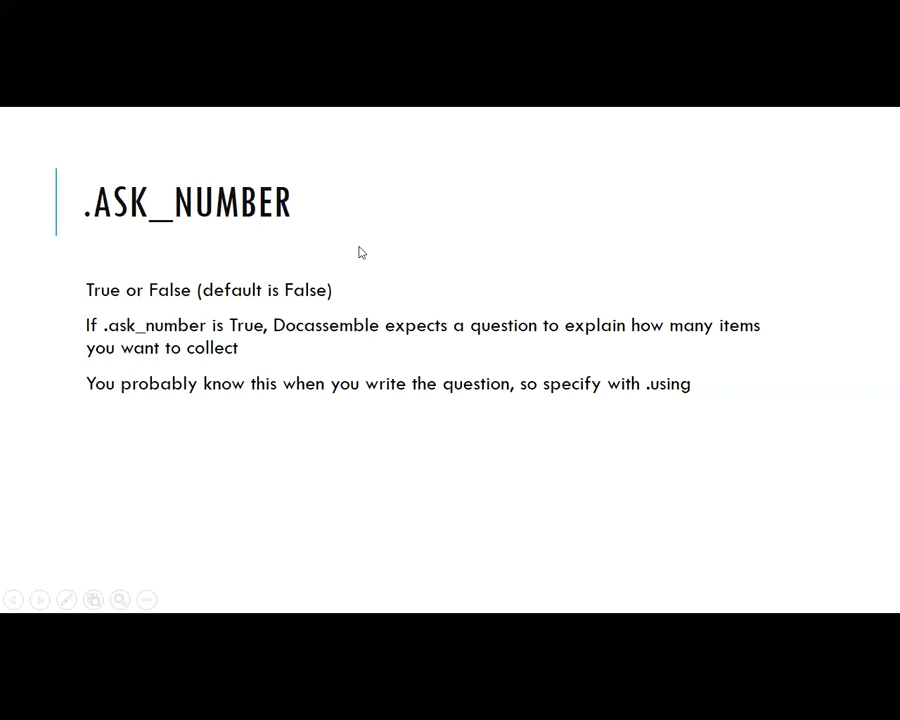 .ASK_NUMBER
True or False (default is False)
If .ask_number is True, Docassemble expects a question to explain how many items
you want to collect
You probably know this when you write the question, so specify with .using